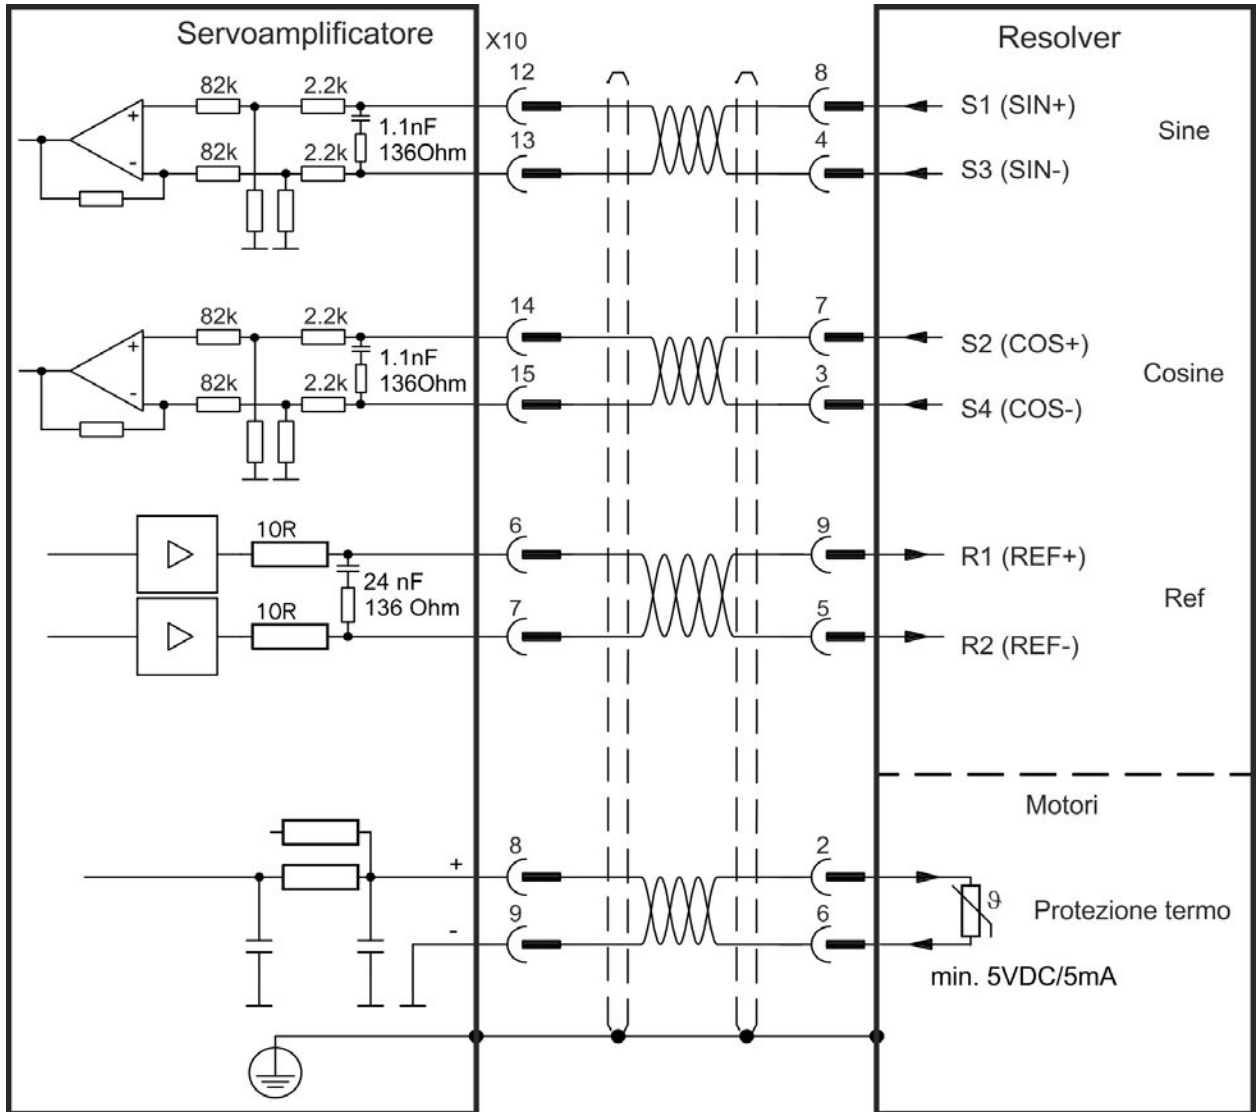 Servoamplificatore
X10
Resolver
82k
2.2k
12
8
S1 (SIN+)
+
1.1nF
136Ohm
Sine
-
82k
2.2k
13
4
S3 (SIN-)
82k
2.2k
14
7
S2 (COS+)
+
1.1nF
136Ohm
Cosine
-
82k
2.2k
15
3
S4 (COS-)
10R
6
9
R1 (REF+)
24 nF
136 Ohm
Ref
10R
7
5
R2 (REF-)
Motori
+
8
2
ϑ
Protezione termo
-
9
6
min. 5VDC/5mA